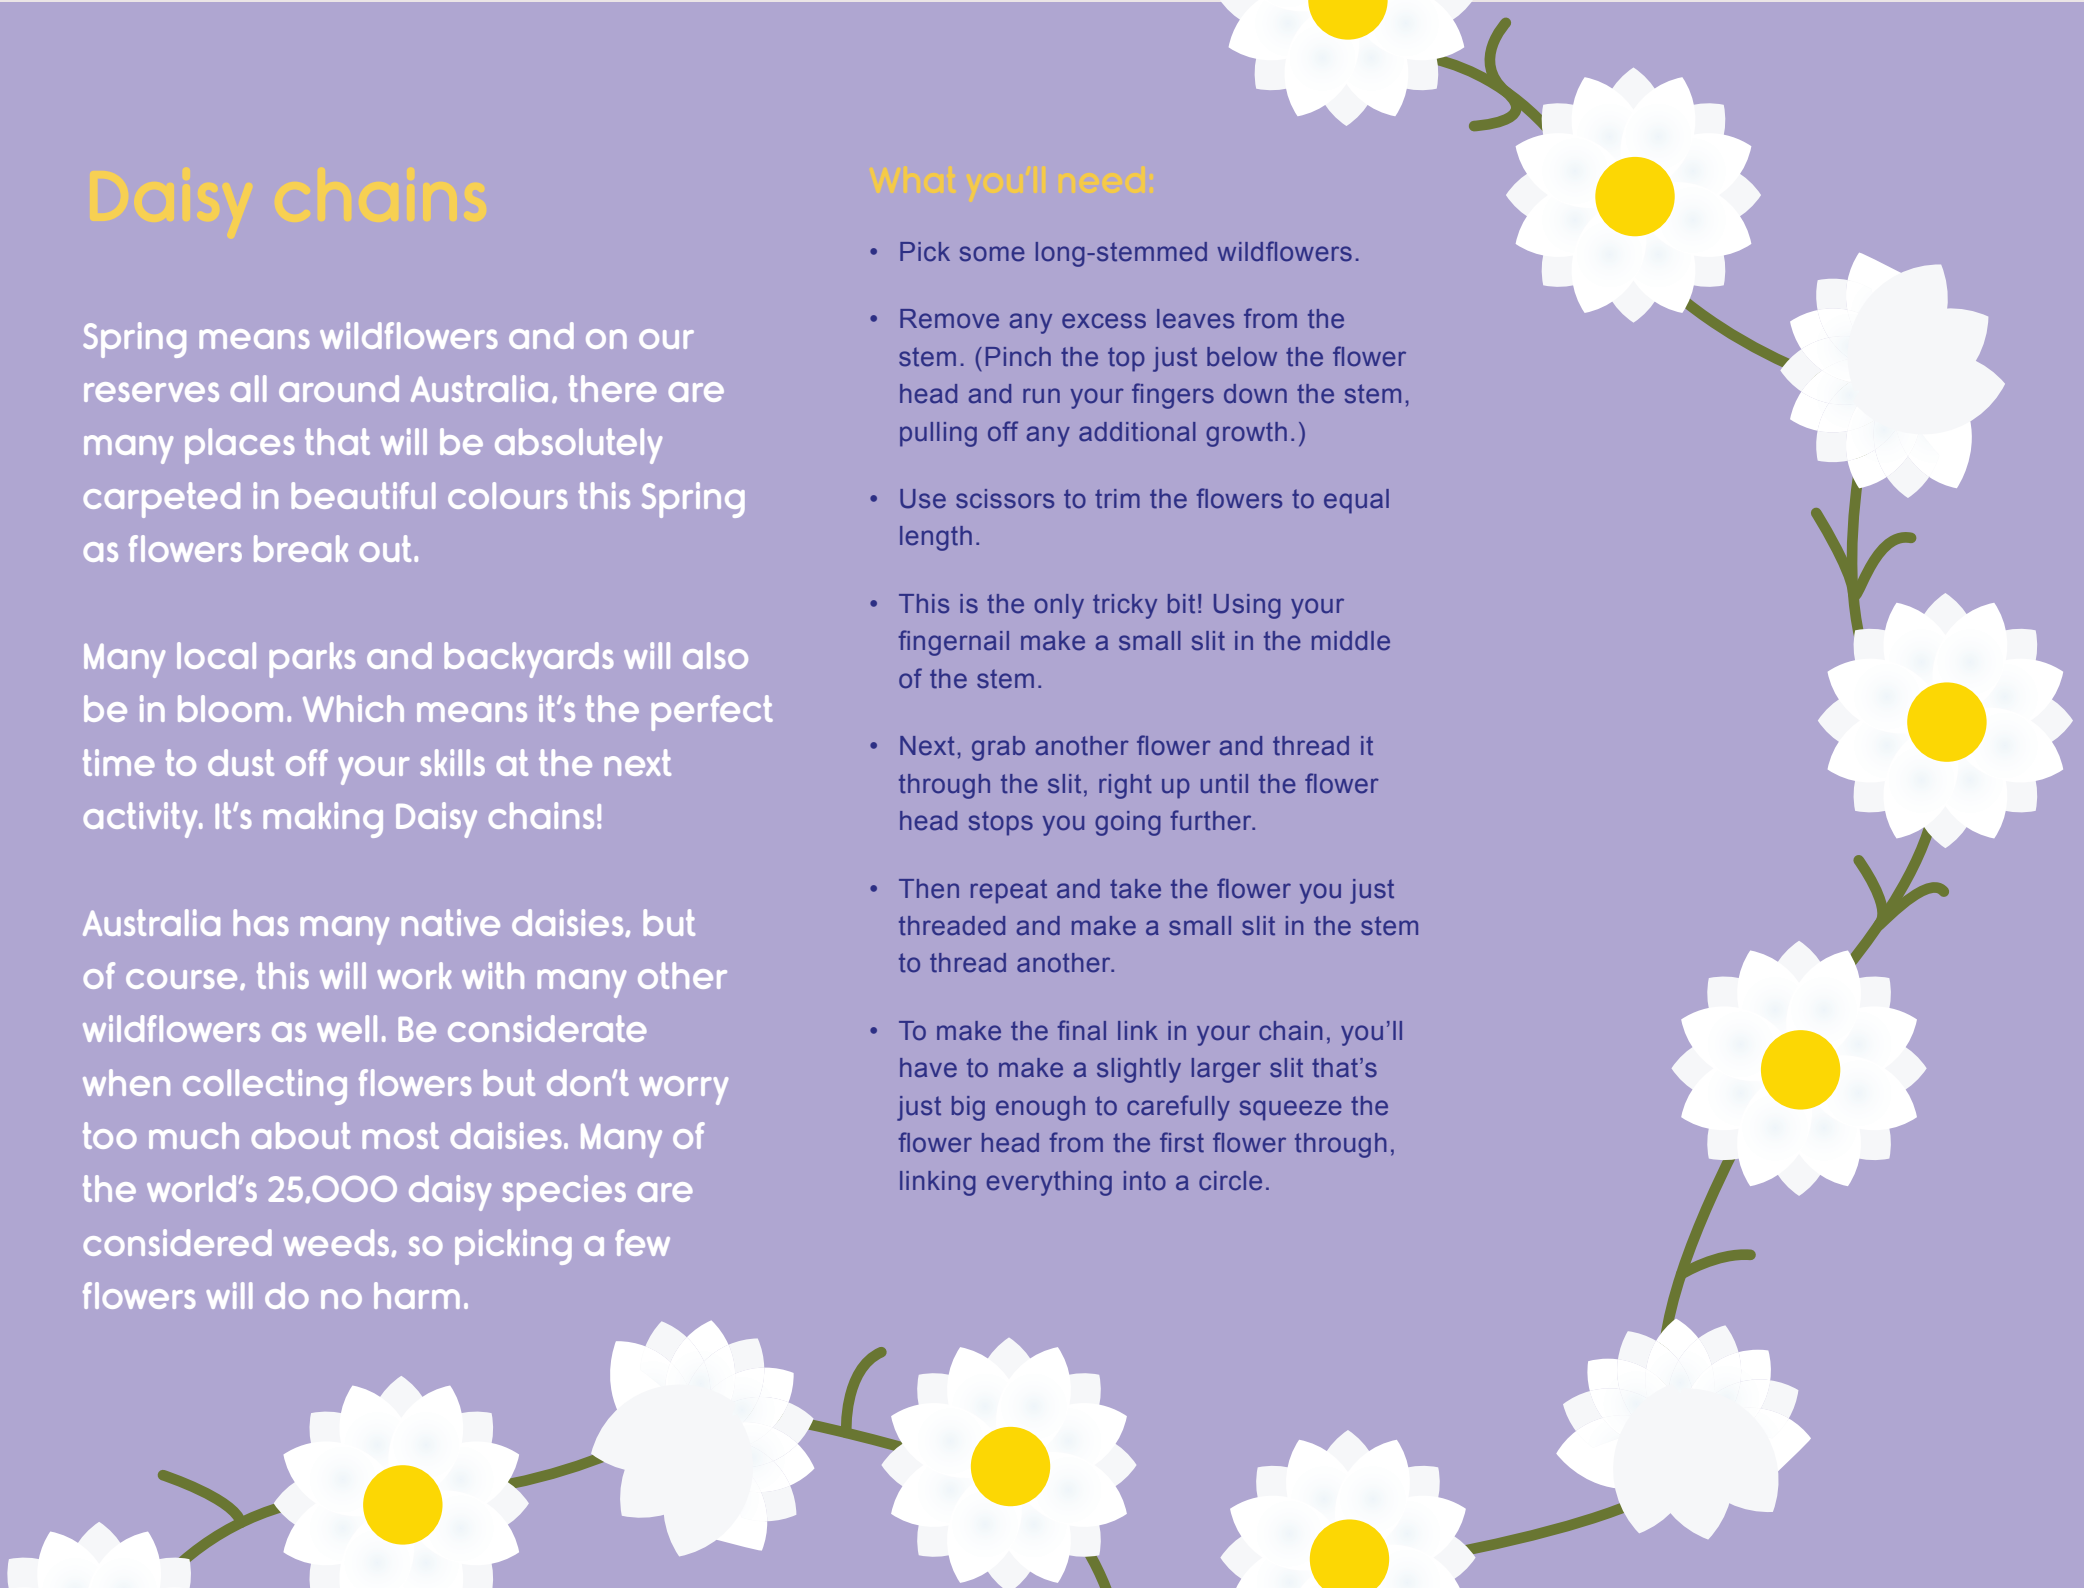 Daisy chains
Spring means wildflowers and on our
reserves all around Australia, there are
many places that will be absolutely
carpeted in beautiful colours this Spring
as flowers break out.
Many local parks and backyards will also
be in bloom. Which means it's the perfect
time to dust off your skills at the next
activity. It's making Daisy chains!
Australia has many native daisies, but
of course, this will work with many other
wildflowers as well. Be considerate
when collecting flowers but don't worry
too much about most daisies. Many of
the world's 25,000 daisy species are
considered weeds, so picking a few
flowers will do no harm.
What you'll need:
• Pick some long-stemmed wildflowers.
• Remove any excess leaves from the
stem. (Pinch the top just below the flower
head and run your fingers down the stem,
pulling off any additional growth.)
• Use scissors to trim the flowers to equal
length.
• This is the only tricky bit! Using your
fingernail make a small slit in the middle
of the stem.
• Next, grab another flower and thread it
through the slit, right up until the flower
head stops you going further.
• Then repeat and take the flower you just
threaded and make a small slit in the stem
to thread another.
• To make the final link in your chain, you’ll
have to make a slightly larger slit that’s
just big enough to carefully squeeze the
flower head from the first flower through,
linking everything into a circle.